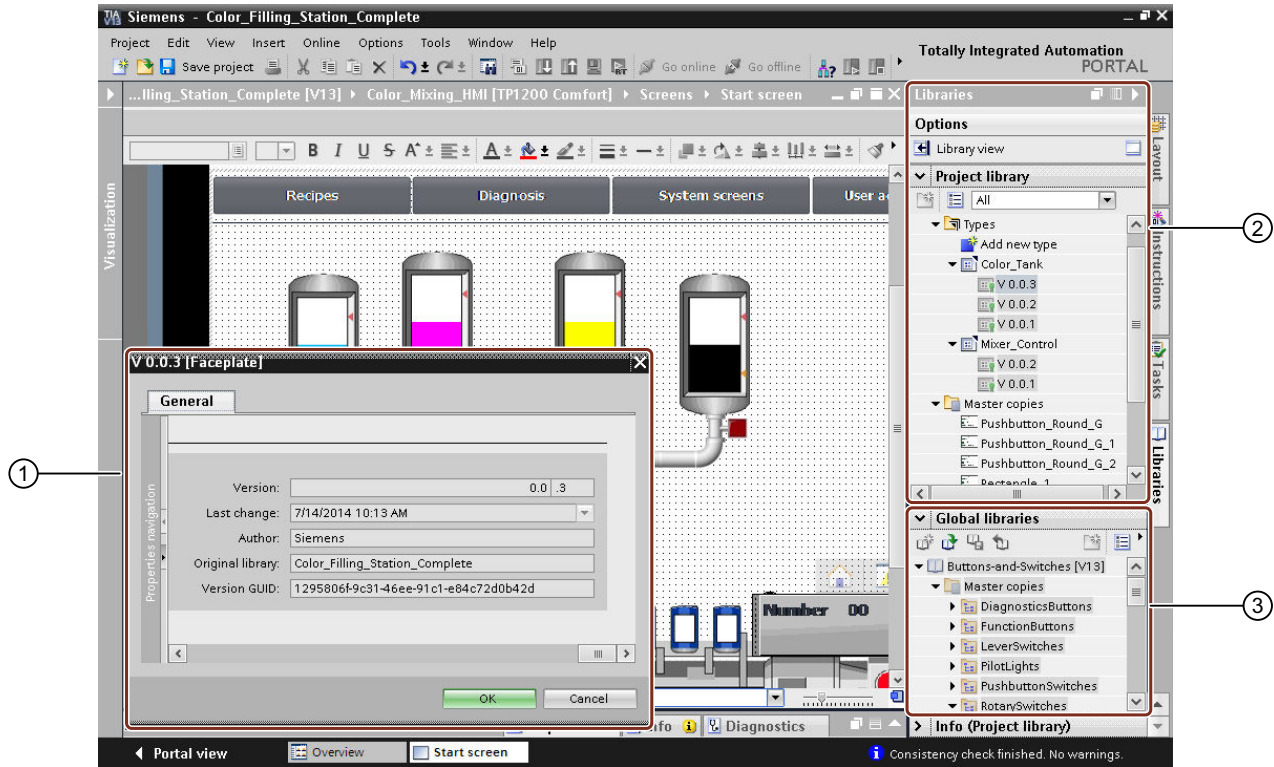 Siemens - Color_Filling_Station_Complete
Project Edit View Insert Online Options Tools Window Help
Totally Integrated Automation
PORTAL
Save project
Go online
Go offline
...lling_Station_Complete [V13] Color_Mixing_HMI [TP1200 Comfort] Screens Start screen
Libraries
Options
Library view
Project library
All
Types
Add new type
Color_Tank
V 0.0.3
V 0.0.2
V 0.0.1
Mixer_Control
V 0.0.2
V 0.0.1
Master copies
Pushbutton_Round_G
Pushbutton_Round_G_1
Pushbutton_Round_G_2
Rectangle_1
Global libraries
Buttons-and-Switches [V13]
Master copies
DiagnosticsButtons
FunctionButtons
LeverSwitches
PilotLights
PushbuttonSwitches
RotarySwitches
Info (Project library)
Layout
Instructions
Tasks
Libraries
Visualization
B I U S A
Recipes Diagnosis System screens User a
Number 00
V 0.0.3 [Faceplate]
General
Properties navigation
Version: 0.0 .3
Last change: 7/14/2014 10:13 AM
Author: Siemens
Original library: Color_Filling_Station_Complete
Version GUID: 1295806f-9c31-46ee-91c1-e84c72d0b42d
OK Cancel
Diagnostics
Portal view Overview Start screen
Consistency check finished. No warnings.
1
2
3